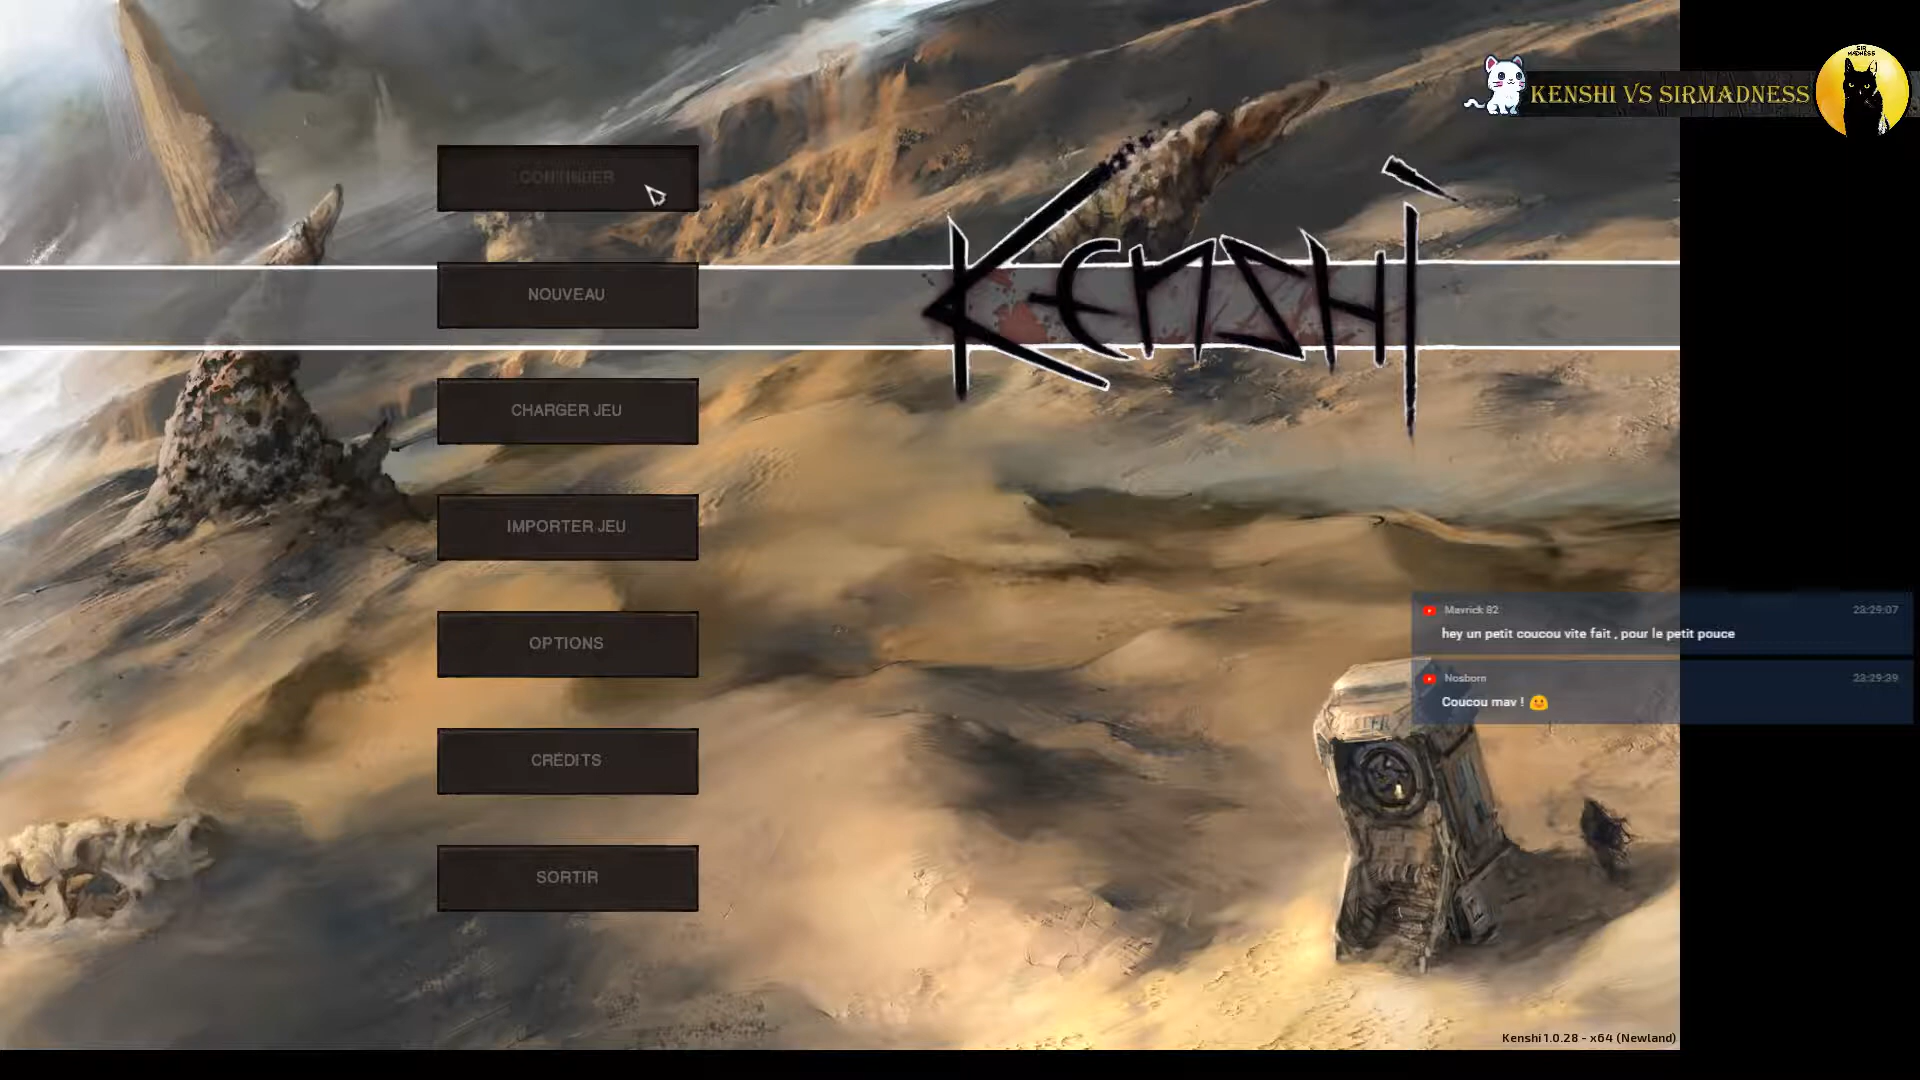 SIR
MADNESS
KENSHI VS SIRMADNESS
CONTINUER
Kenshi
NOUVEAU
CHARGER JEU
IMPORTER JEU
OPTIONS
CRÉDITS
SORTIR
Mavrick 82 23:29:07
hey un petit coucou vite fait , pour le petit pouce
Nosborn 23:29:39
Coucou mav !
Kenshi 1.0.28 - x64 (Newland)